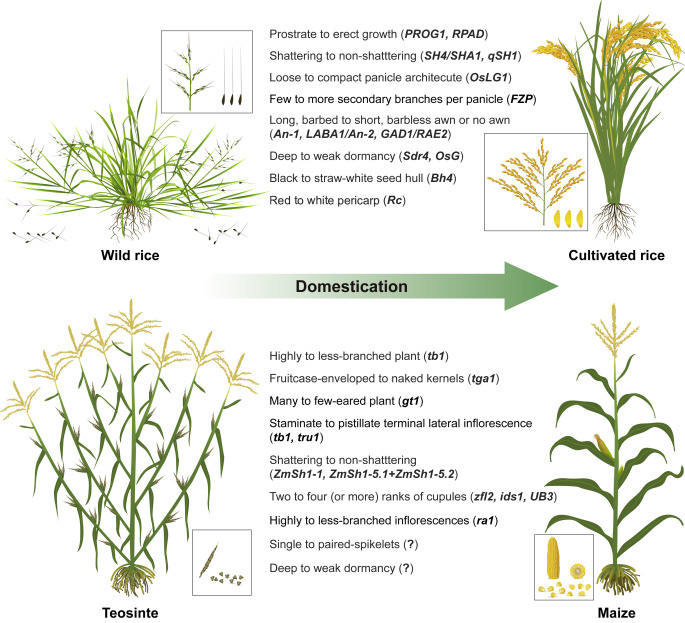 Prostrate to erect growth (PROG1, RPAD)
Shattering to non-shatttering (SH4/SHA1, qSH1)
Loose to compact panicle architecute (OsLG1)
Few to more secondary branches per panicle (FZP)
Long, barbed to short, barbless awn or no awn
(An-1, LABA1/An-2, GAD1/RAE2)
Deep to weak dormancy (Sdr4, OsG)
Black to straw-white seed hull (Bh4)
Red to white pericarp (Rc)
Wild rice
Cultivated rice
Domestication
Highly to less-branched plant (tb1)
Fruitcase-enveloped to naked kernels (tga1)
Many to few-eared plant (gt1)
Staminate to pistillate terminal lateral inflorescence
(tb1, tru1)
Shattering to non-shatttering
(ZmSh1-1, ZmSh1-5.1+ZmSh1-5.2)
Two to four (or more) ranks of cupules (zfl2, ids1, UB3)
Highly to less-branched inflorescences (ra1)
Single to paired-spikelets (?)
Deep to weak dormancy (?)
Teosinte
Maize